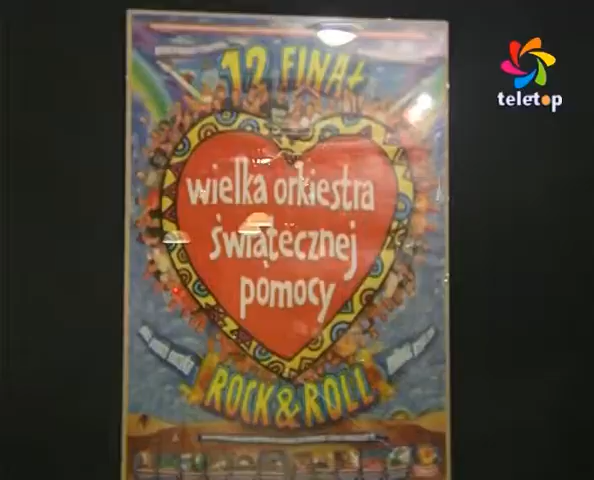 teletop
12 FINAŁ
wielka orkiestra
świątecznej
pomocy
ROCK & ROLL